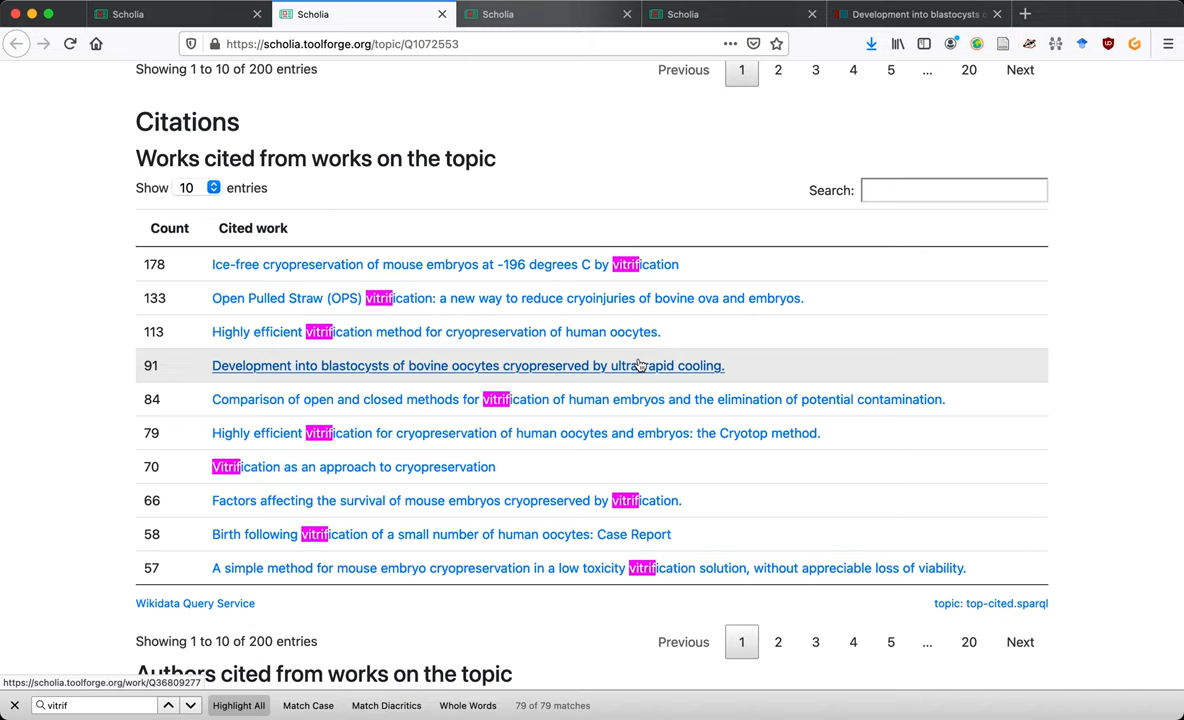 Scholia
Scholia
Scholia
Scholia
Development into blastocysts o
https://scholia.toolforge.org/topic/Q1072553
Showing 1 to 10 of 200 entries
Previous 1 2 3 4 5 ... 20 Next
Citations
Works cited from works on the topic
Show 10 entries
Search:
Count Cited work
178 Ice-free cryopreservation of mouse embryos at -196 degrees C by vitrification
133 Open Pulled Straw (OPS) vitrification: a new way to reduce cryoinjuries of bovine ova and embryos.
113 Highly efficient vitrification method for cryopreservation of human oocytes.
91 Development into blastocysts of bovine oocytes cryopreserved by ultra-rapid cooling.
84 Comparison of open and closed methods for vitrification of human embryos and the elimination of potential contamination.
79 Highly efficient vitrification for cryopreservation of human oocytes and embryos: the Cryotop method.
70 Vitrification as an approach to cryopreservation
66 Factors affecting the survival of mouse embryos cryopreserved by vitrification.
58 Birth following vitrification of a small number of human oocytes: Case Report
57 A simple method for mouse embryo cryopreservation in a low toxicity vitrification solution, without appreciable loss of viability.
Wikidata Query Service
topic: top-cited.sparql
Showing 1 to 10 of 200 entries
Previous 1 2 3 4 5 ... 20 Next
Authors cited from works on the topic
https://scholia.toolforge.org/work/Q36809277
vitrif
Highlight All Match Case Match Diacritics Whole Words 79 of 79 matches